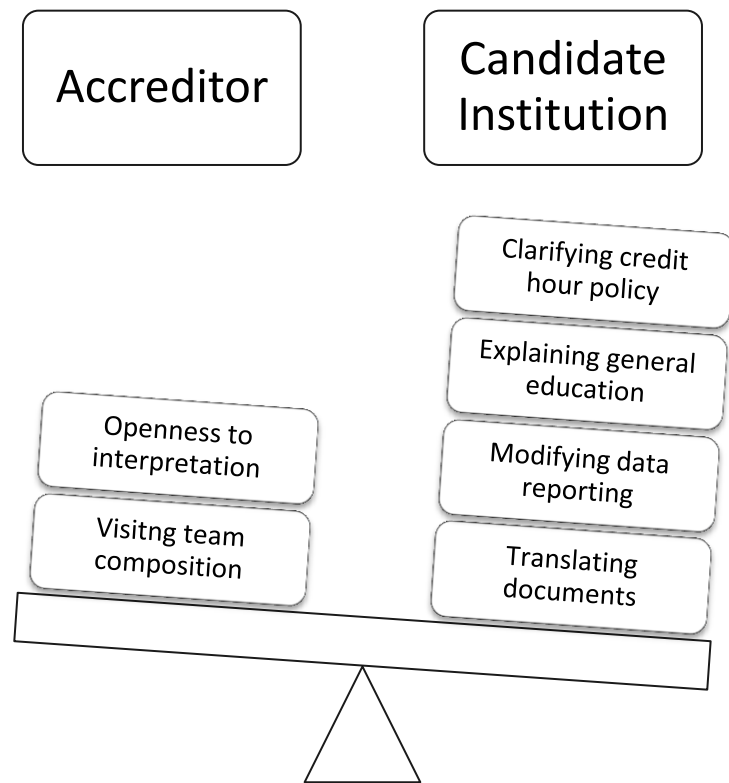 Accreditor
Candidate
Institution
Clarifying credit
hour policy
Explaining general
education
Openness to
interpretation
Modifying data
reporting
Visitng team
composition
Translating
documents